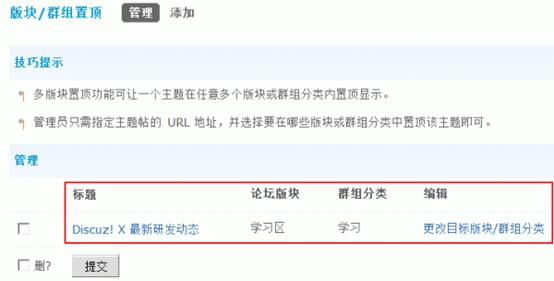 版块/群组置顶 管理 添加
技巧提示
多版块置顶功能可让一个主题在任意多个版块或群组分类内置顶显示。
管理员只需指定主题帖的 URL 地址，并选择要在哪些版块或群组分类中置顶该主题即可。
管理
标题 论坛版块 群组分类 编辑
Discuz! X 最新研发动态 学习区 学习 更改目标版块/群组分类
删? 提交